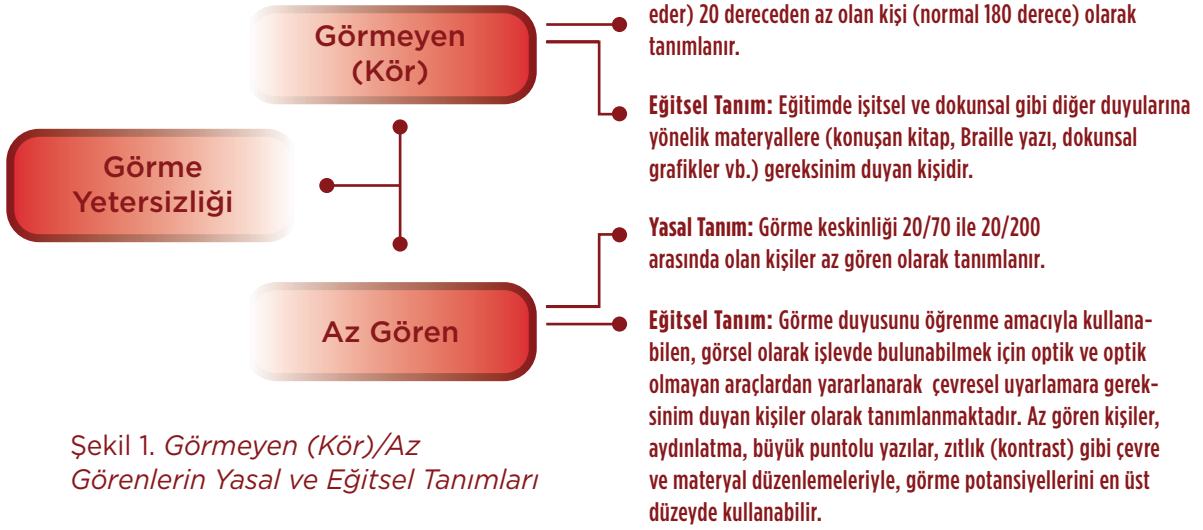 Görme
Yetersizliği
Görmeyen
(Kör)
eder) 20 dereceden az olan kişi (normal 180 derece) olarak
tanımlanır.
Eğitsel Tanım: Eğitimde işitsel ve dokunsal gibi diğer duyularına
yönelik materyallere (konuşan kitap, Braille yazı, dokunsal
grafikler vb.) gereksinim duyan kişidir.
Az Gören
Yasal Tanım: Görme keskinliği 20/70 ile 20/200
arasında olan kişiler az gören olarak tanımlanır.
Eğitsel Tanım: Görme duyusunu öğrenme amacıyla kullana-
bilen, görsel olarak işlevde bulunabilmek için optik ve optik
olmayan araçlardan yararlanarak çevresel uyarlamara gerek-
sinim duyan kişiler olarak tanımlanmaktadır. Az gören kişiler,
aydınlatma, büyük puntolu yazılar, zıtlık (kontrast) gibi çevre
ve materyal düzenlemeleriyle, görme potansiyellerini en üst
düzeyde kullanabilir.
Şekil 1. Görmeyen (Kör)/Az
Görenlerin Yasal ve Eğitsel Tanımları